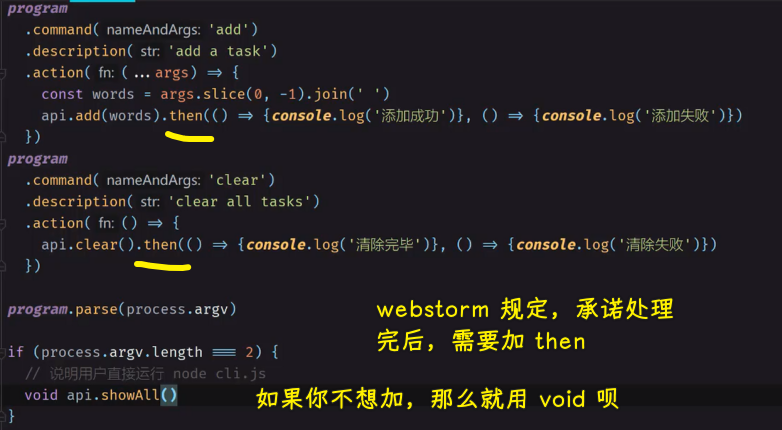 program
.command( nameAndArgs: 'add')
.description( str: 'add a task')
.action( fn: (...args) => {
const words = args.slice(0, -1).join(' ')
api.add(words).then(() => {console.log('添加成功')}, () => {console.log('添加失败')})
})
program
.command( nameAndArgs: 'clear')
.description( str: 'clear all tasks')
.action( fn: () => {
api.clear().then(() => {console.log('清除完毕')}, () => {console.log('清除失败')})
})
program.parse(process.argv)
webstorm 规定，承诺处理
完后，需要加 then
if (process.argv.length === 2) {
// 说明用户直接运行 node cli.js
void api.showAll()
如果你不想加，那么就用 void 呗
}